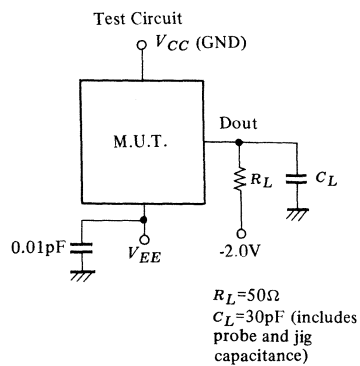 Test Circuit
VCC (GND)
M.U.T.
Dout
RL
CL
0.01pF
VEE
-2.0V
RL=50Ω
CL=30pF (includes
probe and jig
capacitance)